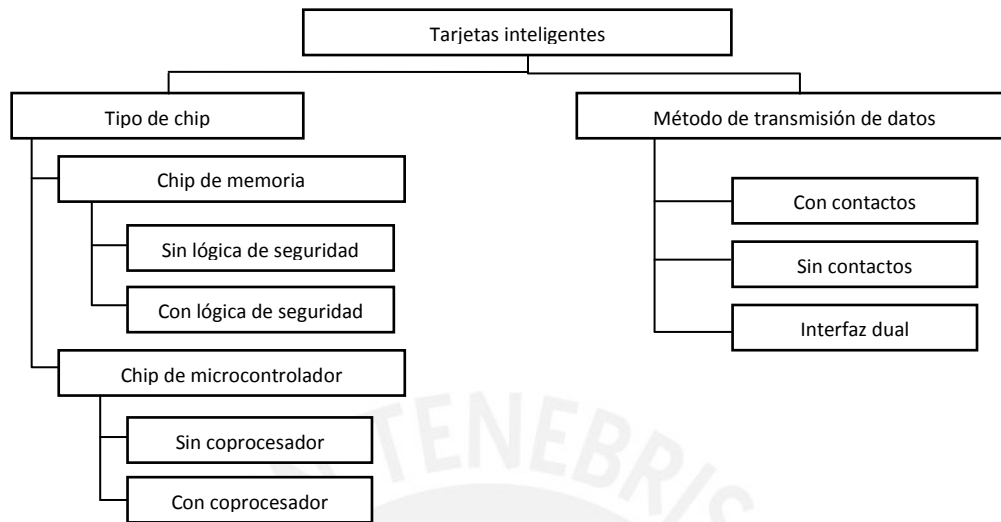 Tarjetas inteligentes
Tipo de chip
Chip de memoria
Sin lógica de seguridad
Con lógica de seguridad
Chip de microcontrolador
Sin coprocesador
Con coprocesador
Método de transmisión de datos
Con contactos
Sin contactos
Interfaz dual
TENEBRIS